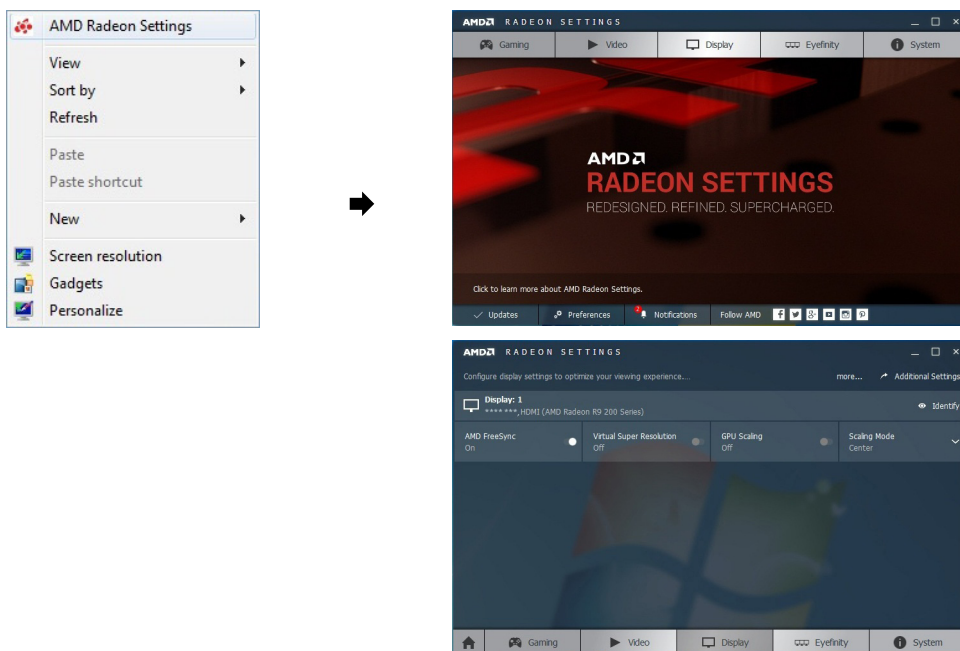 AMD Radeon Settings
View
Sort by
Refresh
Paste
Paste shortcut
New
Screen resolution
Gadgets
Personalize
AMD RADEON SETTINGS
Gaming Video Display Eyefinity System
AMD
RADEON SETTINGS
REDESIGNED. REFINED. SUPERCHARGED.
Click to learn more about AMD Radeon Settings.
Updates Preferences 2 Notifications Follow AMD
AMD RADEON SETTINGS
Configure display settings to optimize your viewing experience.... more... Additional Settings
Display: 1
**** ***, HDMI (AMD Radeon R9 200 Series) Identify
AMD FreeSync Virtual Super Resolution GPU Scaling Scaling Mode
On Off Off Center
Gaming Video Display Eyefinity System